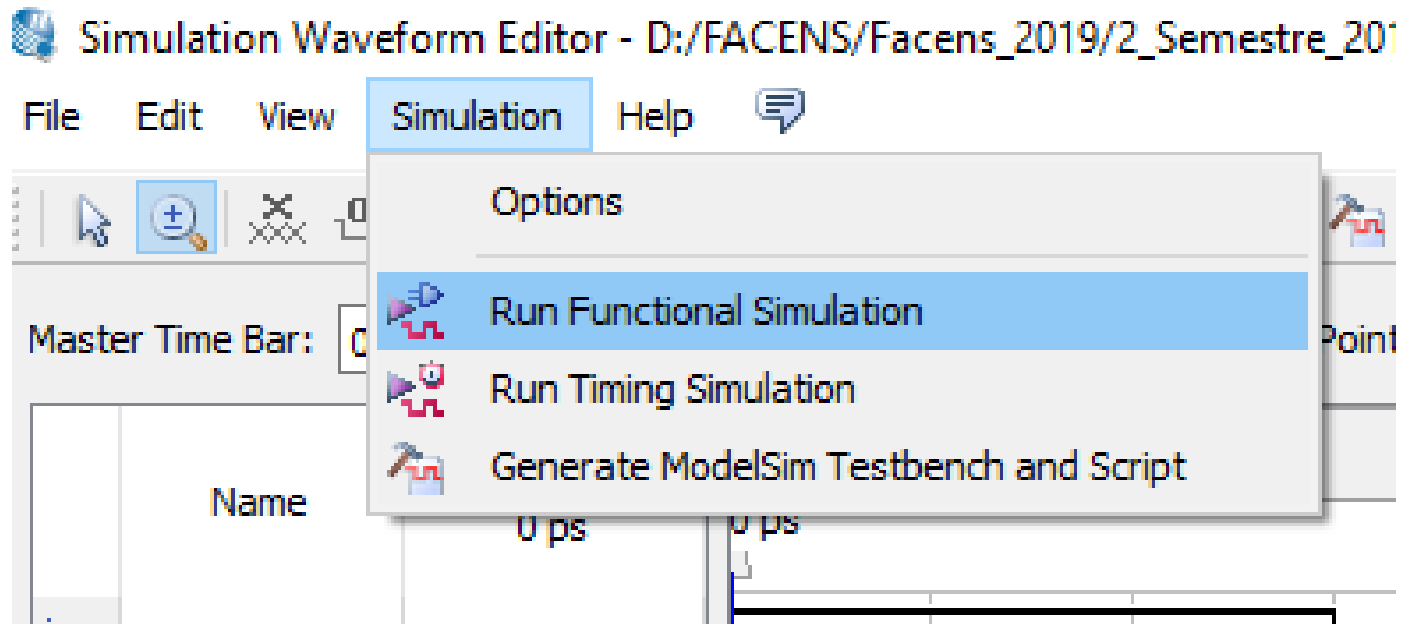 Simulation Waveform Editor - D:/FACENS/Facens_2019/2_Semestre_201
File Edit View Simulation Help
Options
Run Functional Simulation
Master Time Bar:
Point
Run Timing Simulation
Generate ModelSim Testbench and Script
Name
0 ps
0 ps